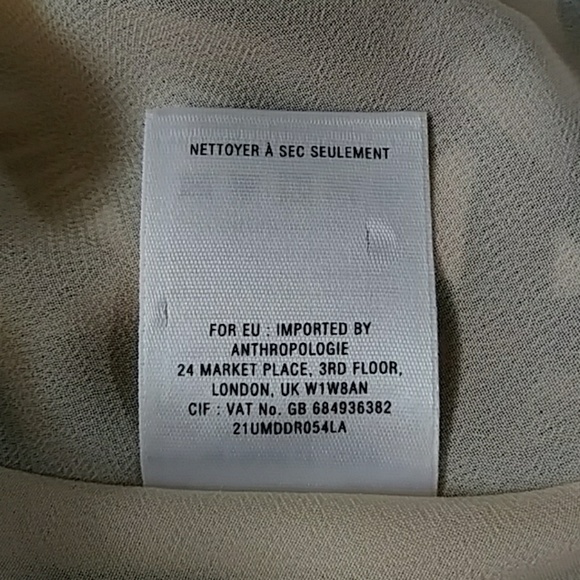 NETTOYER À SEC SEULEMENT
FOR EU : IMPORTED BY
ANTHROPOLOGIE
24 MARKET PLACE, 3RD FLOOR,
LONDON, UK W1W8AN
CIF : VAT No. GB 684936382
21UMDDR054LA